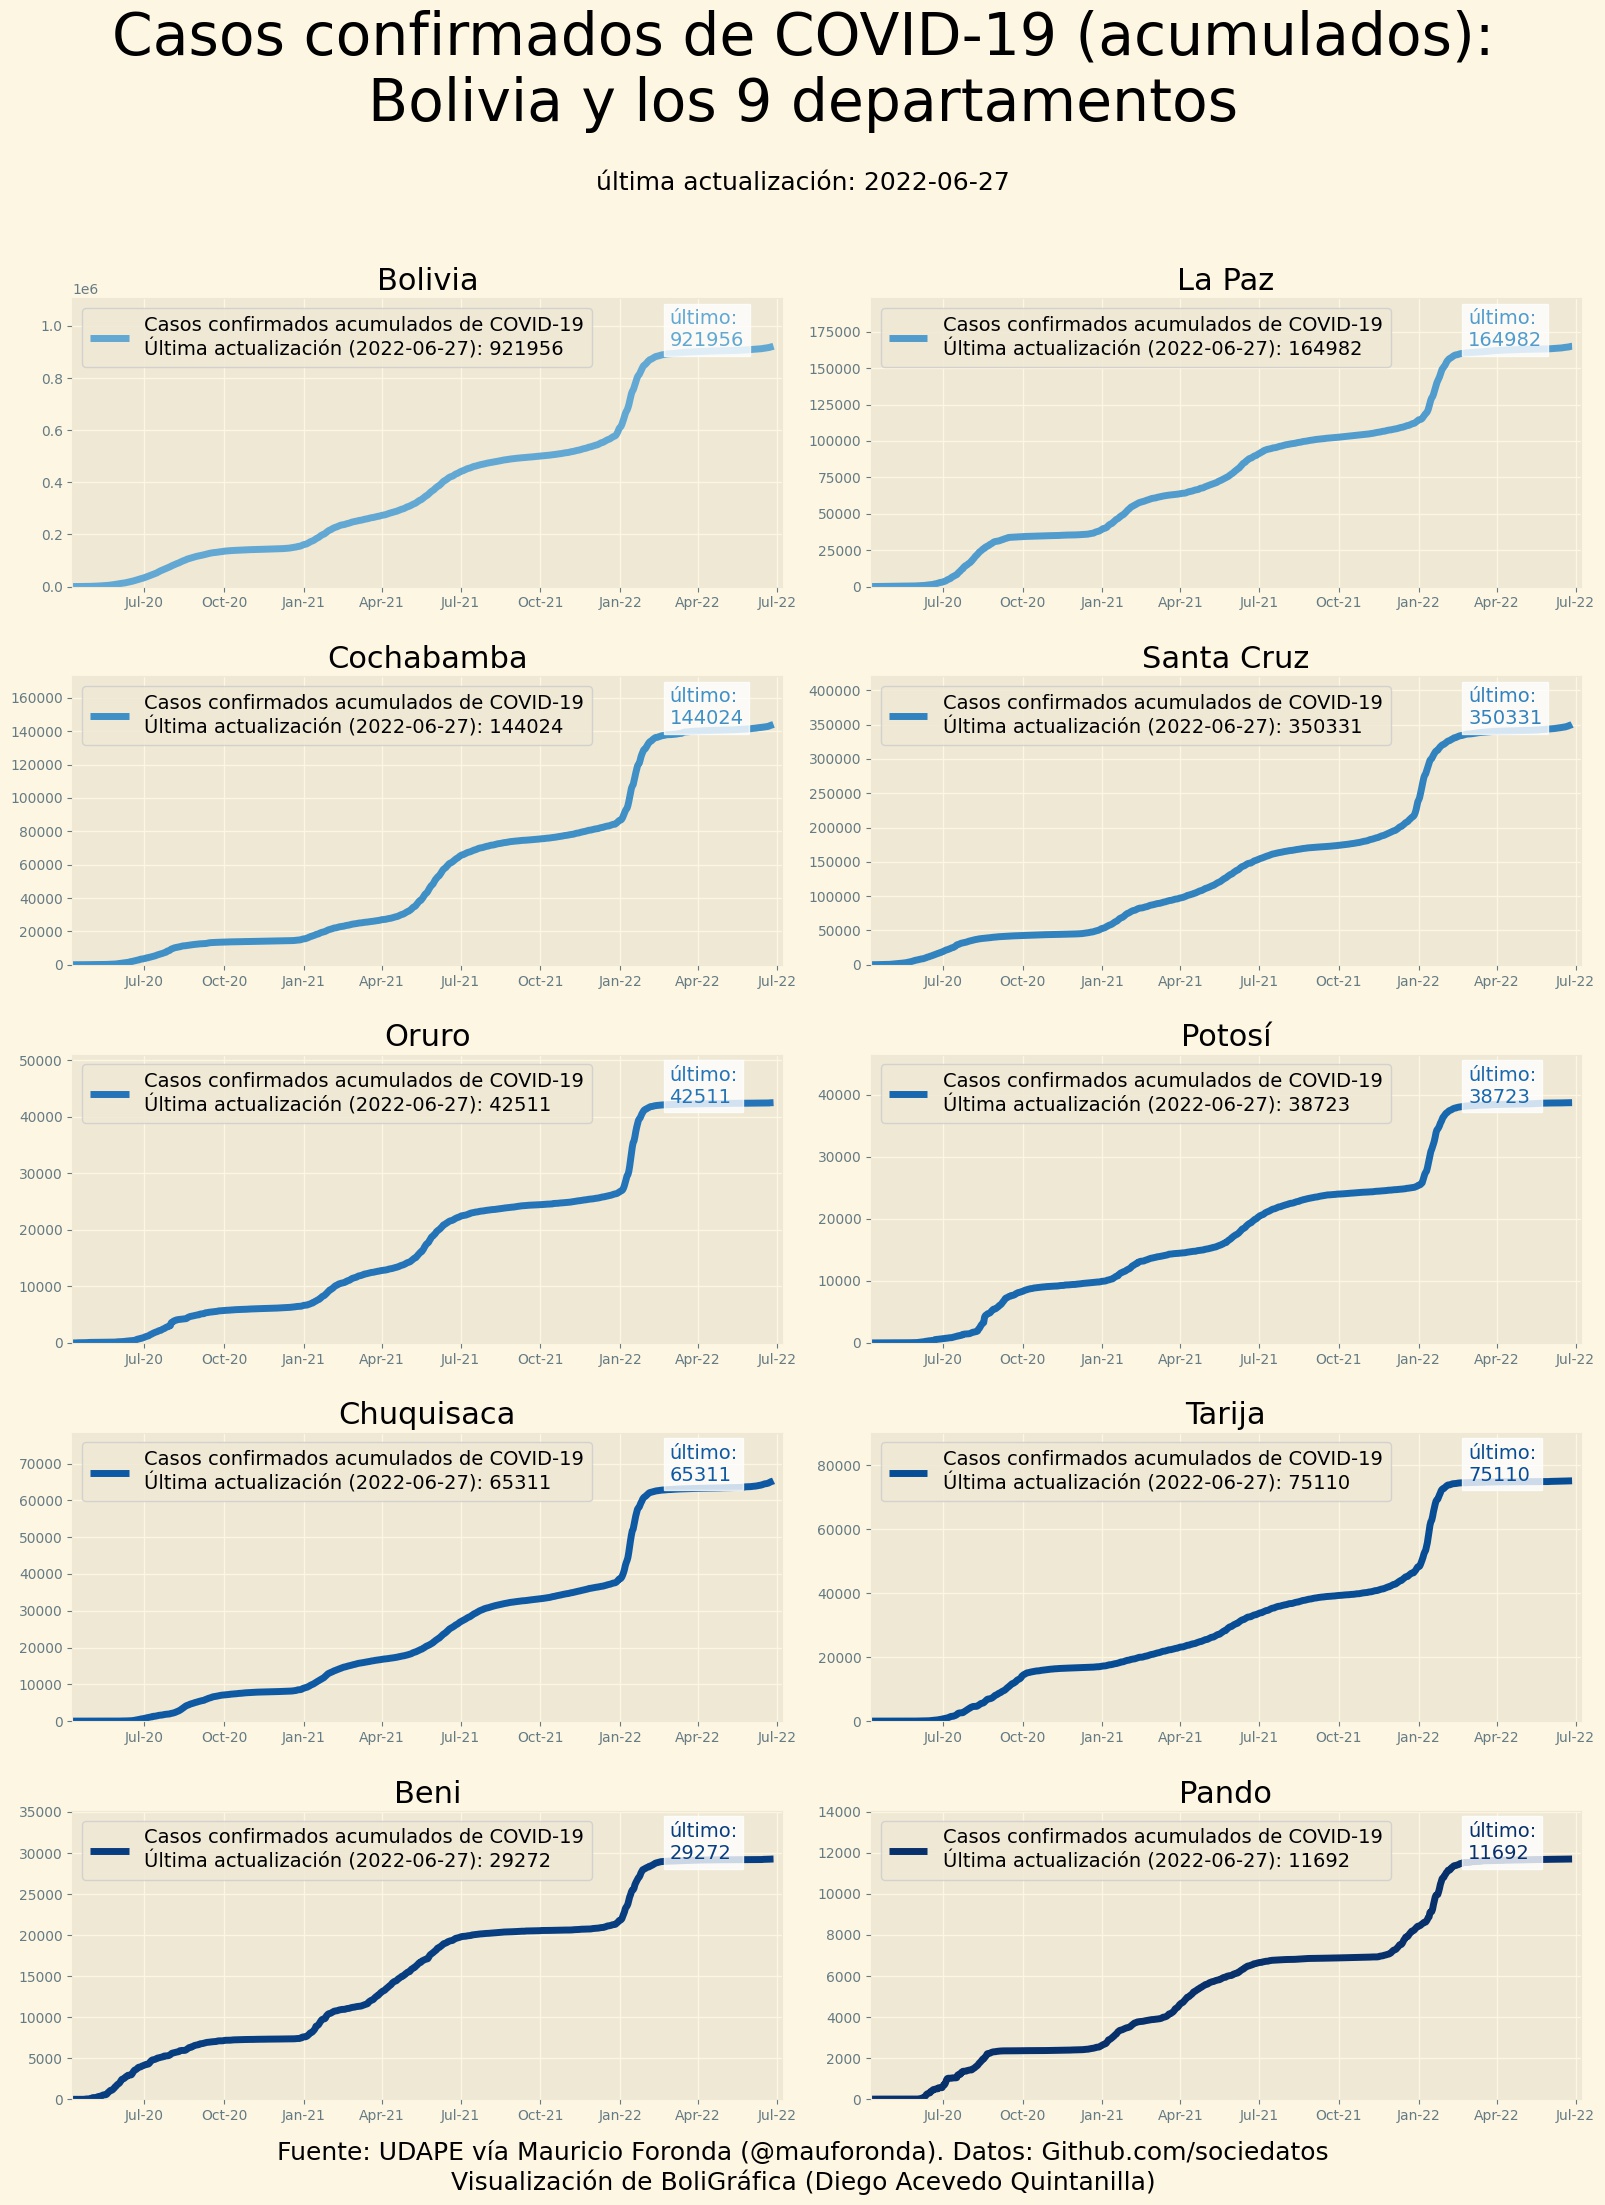 Casos confirmados de COVID-19 (acumulados):
Bolivia y los 9 departamentos
última actualización: 2022-06-27
Bolivia
1e6
Casos confirmados acumulados de COVID-19
Última actualización (2022-06-27): 921956
último:
921956
1.0
0.8
0.6
0.4
0.2
0.0
Jul-20 Oct-20 Jan-21 Apr-21 Jul-21 Oct-21 Jan-22 Apr-22 Jul-22
La Paz
Casos confirmados acumulados de COVID-19
Última actualización (2022-06-27): 164982
último:
164982
175000
150000
125000
100000
75000
50000
25000
0
Jul-20 Oct-20 Jan-21 Apr-21 Jul-21 Oct-21 Jan-22 Apr-22 Jul-22
Cochabamba
Casos confirmados acumulados de COVID-19
Última actualización (2022-06-27): 144024
último:
144024
160000
140000
120000
100000
80000
60000
40000
20000
0
Jul-20 Oct-20 Jan-21 Apr-21 Jul-21 Oct-21 Jan-22 Apr-22 Jul-22
Santa Cruz
Casos confirmados acumulados de COVID-19
Última actualización (2022-06-27): 350331
último:
350331
400000
350000
300000
250000
200000
150000
100000
50000
0
Jul-20 Oct-20 Jan-21 Apr-21 Jul-21 Oct-21 Jan-22 Apr-22 Jul-22
Oruro
Casos confirmados acumulados de COVID-19
Última actualización (2022-06-27): 42511
último:
42511
50000
40000
30000
20000
10000
0
Jul-20 Oct-20 Jan-21 Apr-21 Jul-21 Oct-21 Jan-22 Apr-22 Jul-22
Potosí
Casos confirmados acumulados de COVID-19
Última actualización (2022-06-27): 38723
último:
38723
40000
30000
20000
10000
0
Jul-20 Oct-20 Jan-21 Apr-21 Jul-21 Oct-21 Jan-22 Apr-22 Jul-22
Chuquisaca
Casos confirmados acumulados de COVID-19
Última actualización (2022-06-27): 65311
último:
65311
70000
60000
50000
40000
30000
20000
10000
0
Jul-20 Oct-20 Jan-21 Apr-21 Jul-21 Oct-21 Jan-22 Apr-22 Jul-22
Tarija
Casos confirmados acumulados de COVID-19
Última actualización (2022-06-27): 75110
último:
75110
80000
60000
40000
20000
0
Jul-20 Oct-20 Jan-21 Apr-21 Jul-21 Oct-21 Jan-22 Apr-22 Jul-22
Beni
Casos confirmados acumulados de COVID-19
Última actualización (2022-06-27): 29272
último:
29272
35000
30000
25000
20000
15000
10000
5000
0
Jul-20 Oct-20 Jan-21 Apr-21 Jul-21 Oct-21 Jan-22 Apr-22 Jul-22
Pando
Casos confirmados acumulados de COVID-19
Última actualización (2022-06-27): 11692
último:
11692
14000
12000
10000
8000
6000
4000
2000
0
Jul-20 Oct-20 Jan-21 Apr-21 Jul-21 Oct-21 Jan-22 Apr-22 Jul-22
Fuente: UDAPE vía Mauricio Foronda (@mauforonda). Datos: Github.com/sociedatos
Visualización de BoliGráfica (Diego Acevedo Quintanilla)